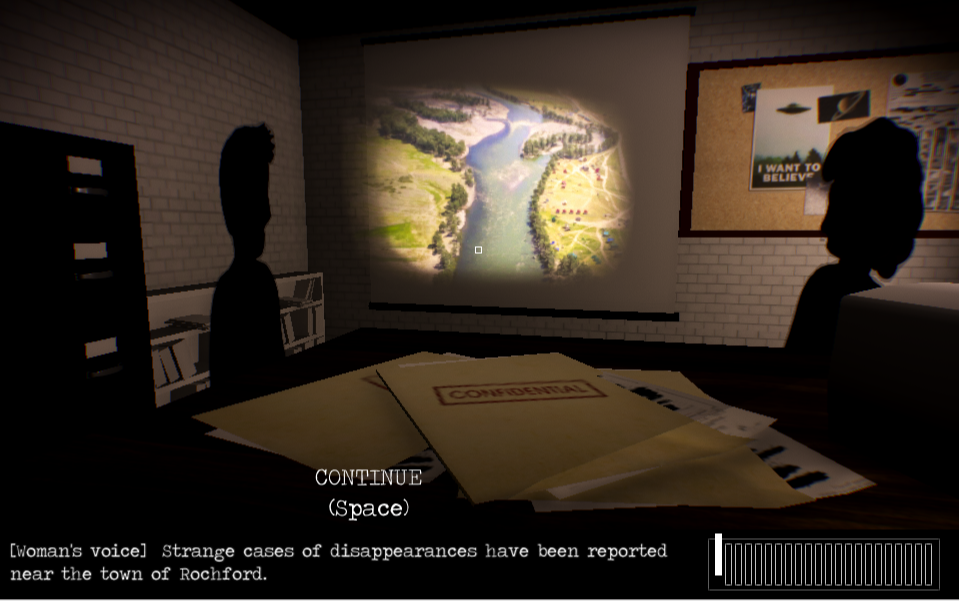 I WANT TO
BELIEVE
CONFIDENTIAL
CONTINUE
(Space)
[Woman's voice] Strange cases of disappearances have been reported
near the town of Rochford.